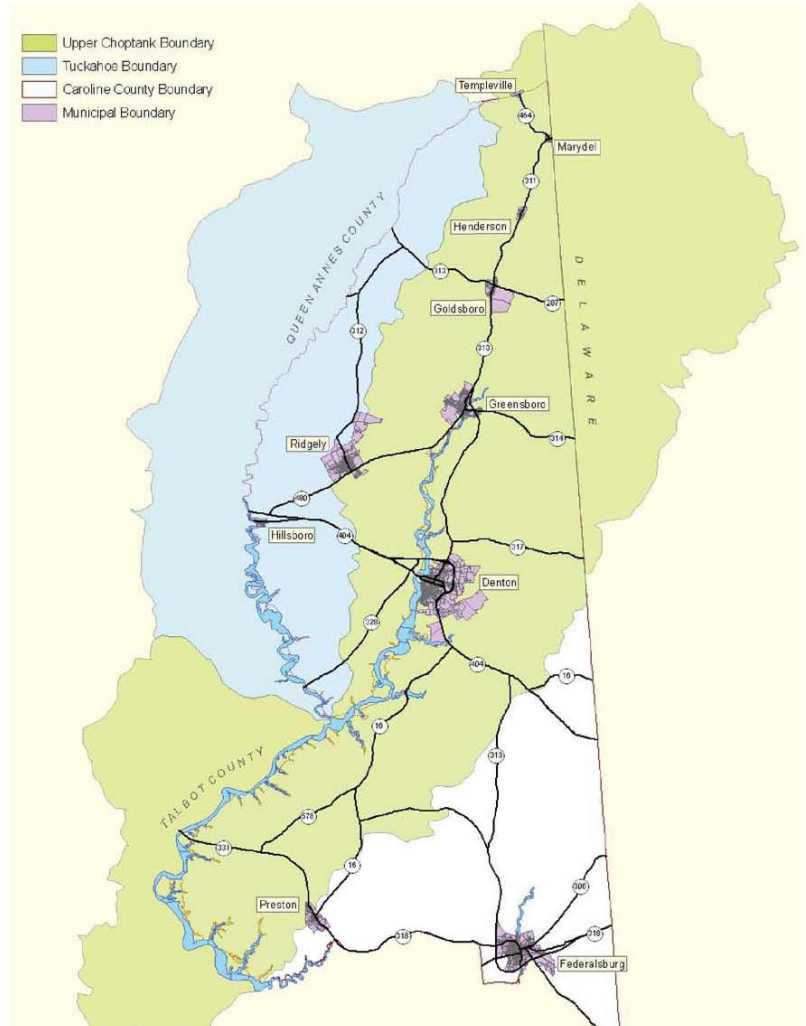 Upper Choptank Boundary
Tuckahoe Boundary
Caroline County Boundary
Municipal Boundary
Templeville
454
Marydel
311
Henderson
QUEEN ANNES COUNTY
DELAWARE
313
Goldsboro
287
312
313
Greensboro
Ridgely
314
480
Hillsboro
404
317
Denton
328
404
16
16
313
TALBOT COUNTY
578
331
16
306
Preston
318
318
Federalsburg